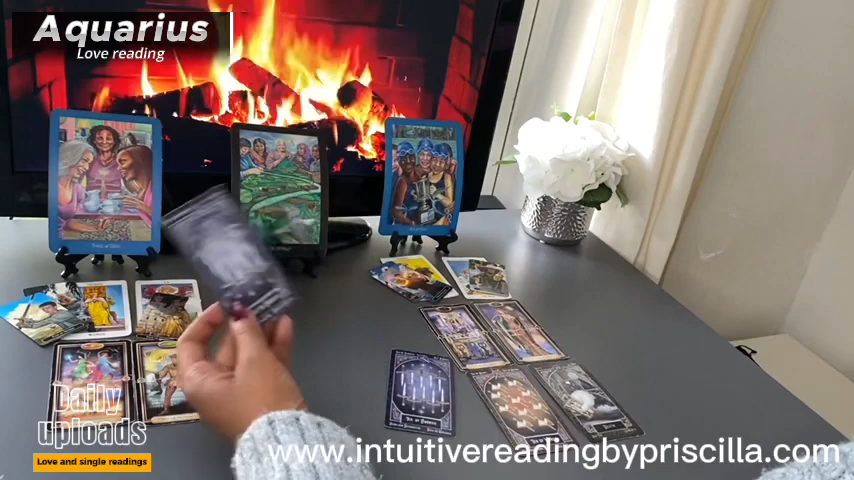 Aquarius
Love reading
Daily
uploads
Love and single readings
www.intuitivereadingbypriscilla.com